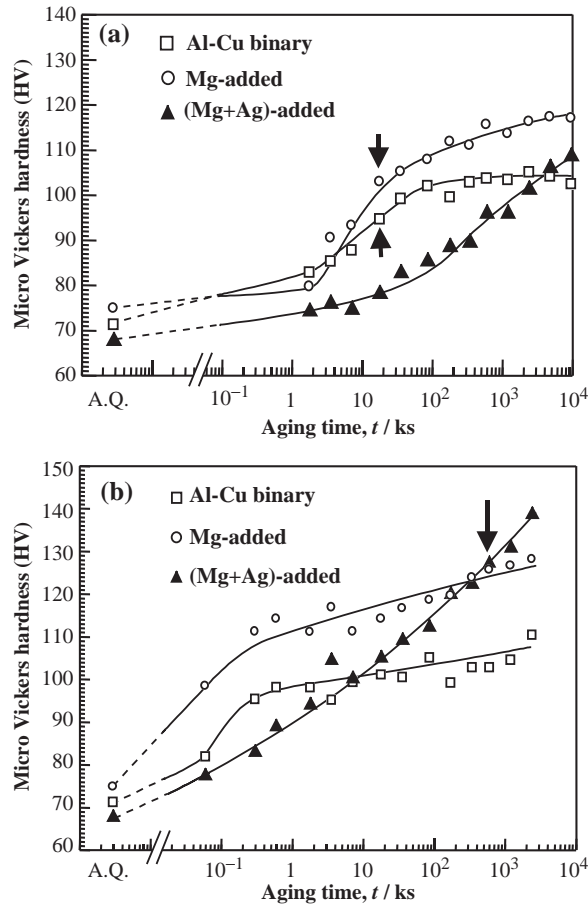 140
(a)
130
Al-Cu binary
120
Mg-added
(Mg+Ag)-added
110
100
90
80
70
60
Micro Vickers hardness (HV)
A.Q. 10−1 1 10 102 103 104
Aging time, t / ks
150
(b)
140
Al-Cu binary
130
Mg-added
120
(Mg+Ag)-added
110
100
90
80
70
60
Micro Vickers hardness (HV)
A.Q. 10−1 1 10 102 103 104
Aging time, t / ks